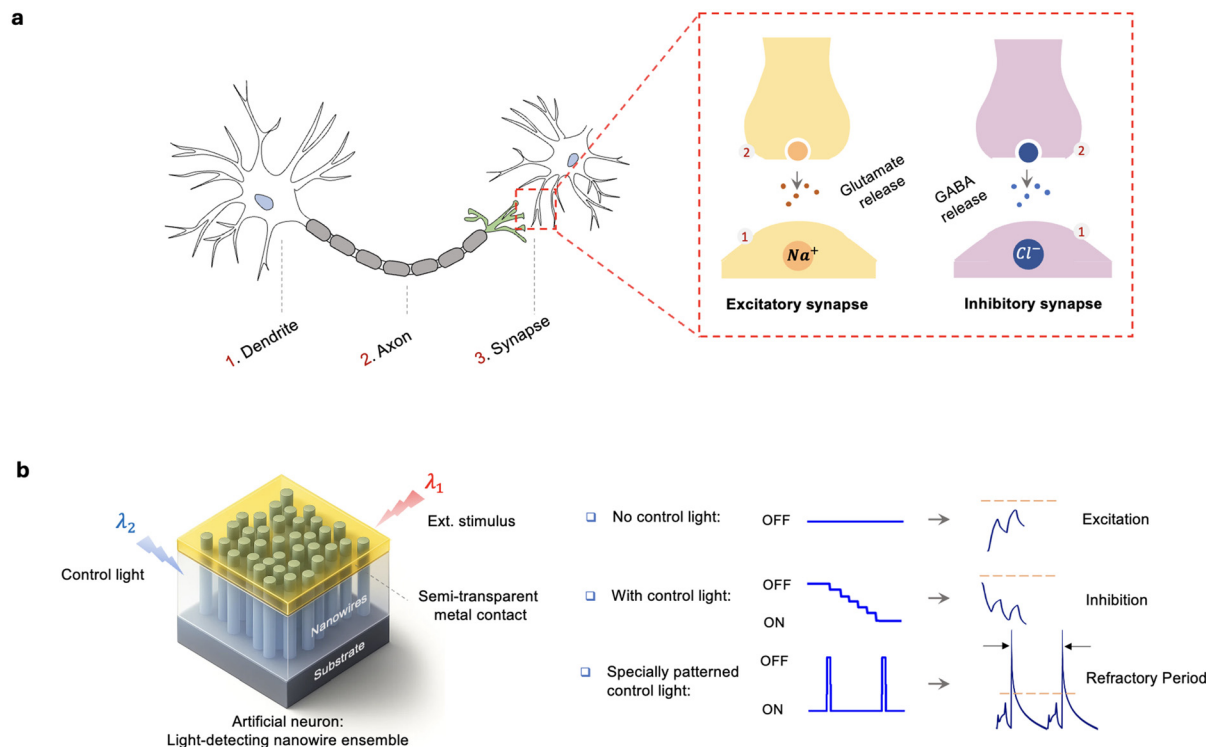 a
2
2
Glutamate
release
GABA
release
1
1
Na⁺
Cl⁻
Excitatory synapse
Inhibitory synapse
1. Dendrite
2. Axon
3. Synapse
b
λ₁
λ₂
Ext. stimulus
Control light
Semi-transparent
metal contact
Nanowires
Substrate
Artificial neuron:
Light-detecting nanowire ensemble
No control light:
OFF
Excitation
With control light:
OFF
ON
Inhibition
Specially patterned
control light:
OFF
ON
Refractory Period